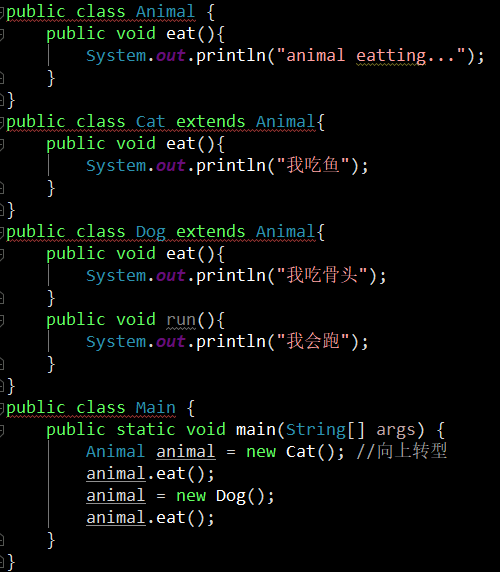 public class Animal {
public void eat(){
System.out.println("animal eatting...");
}
}
public class Cat extends Animal{
public void eat(){
System.out.println("我吃鱼");
}
}
public class Dog extends Animal{
public void eat(){
System.out.println("我吃骨头");
}
public void run(){
System.out.println("我会跑");
}
}
public class Main {
public static void main(String[] args) {
Animal animal = new Cat(); //向上转型
animal.eat();
animal = new Dog();
animal.eat();
}
}